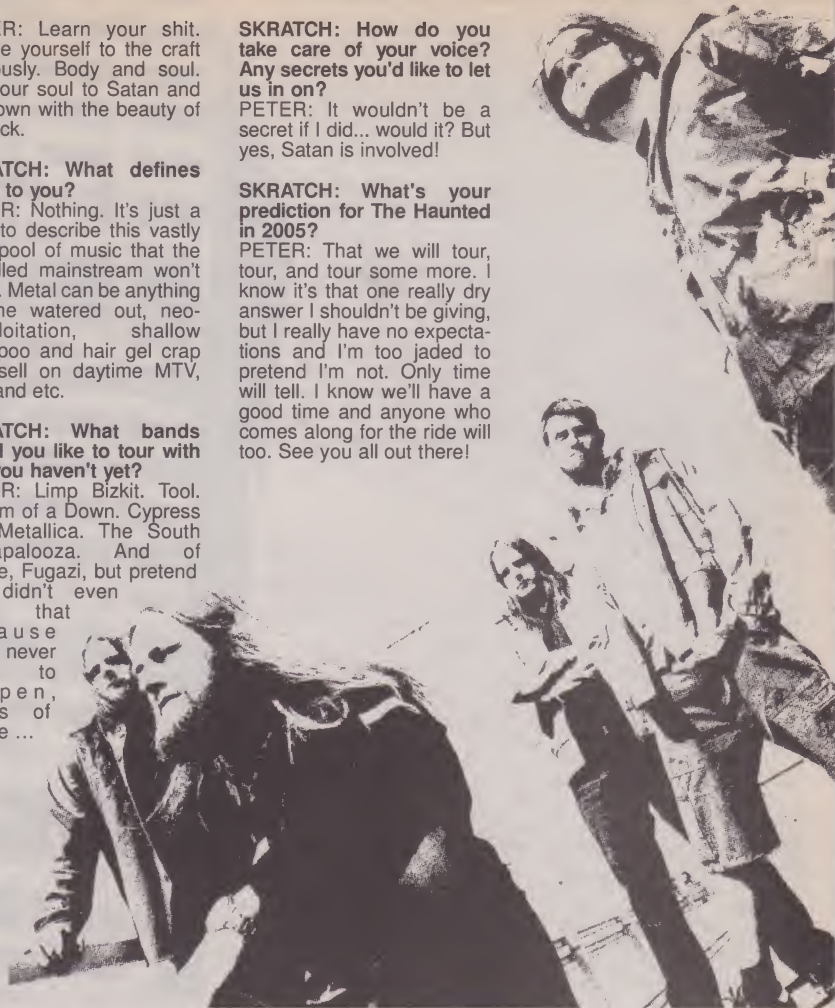 R: Learn your shit.
e yourself to the craft
ously. Body and soul.
our soul to Satan and
own with the beauty of
ck.
ATCH: What defines
to you?
R: Nothing. It's just a
to describe this vastly
pool of music that the
lled mainstream won't
. Metal can be anything
ne watered out, neo-
loitation, shallow
poo and hair gel crap
sell on daytime MTV,
and etc.
ATCH: What bands
d you like to tour with
you haven't yet?
R: Limp Bizkit. Tool.
m of a Down. Cypress
Metallica. The South
apalooza. And of
e, Fugazi, but pretend
didn't even
that
ause
never
to
pen,
s of
e ...
SKRATCH: How do you
take care of your voice?
Any secrets you'd like to let
us in on?
PETER: It wouldn't be a
secret if I did... would it? But
yes, Satan is involved!
SKRATCH: What's your
prediction for The Haunted
in 2005?
PETER: That we will tour,
tour, and tour some more. I
know it's that one really dry
answer I shouldn't be giving,
but I really have no expecta-
tions and I'm too jaded to
pretend I'm not. Only time
will tell. I know we'll have a
good time and anyone who
comes along for the ride will
too. See you all out there!